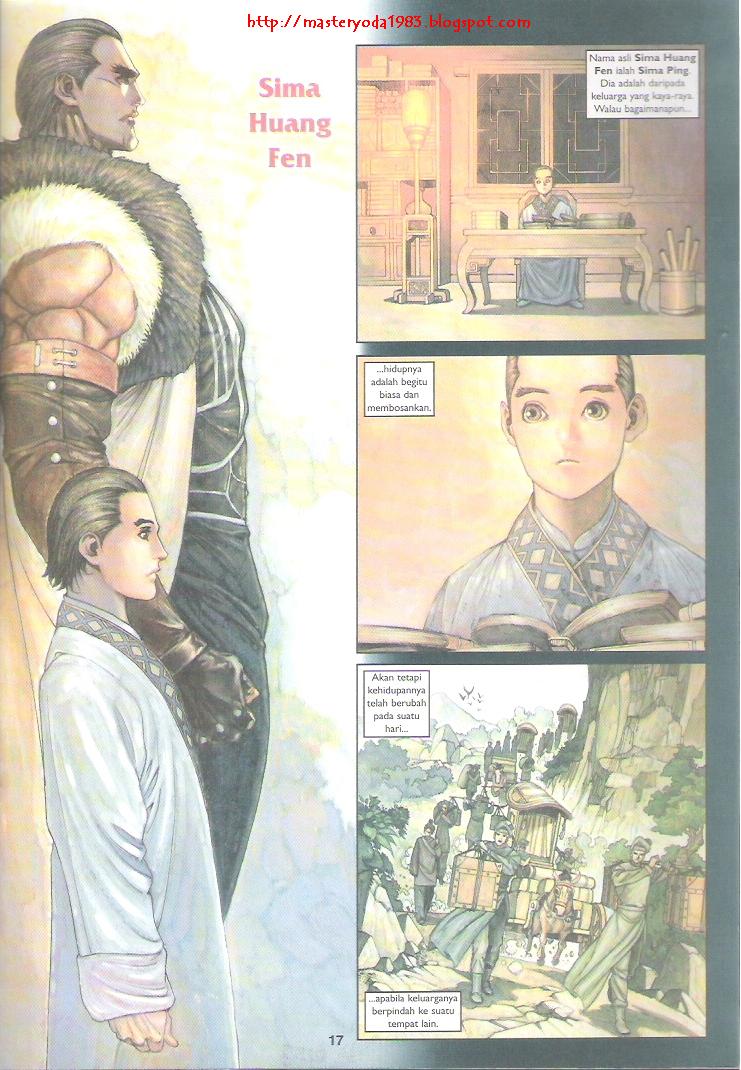 http://masteryoda1983.blogspot.com
Sima
Huang
Fen
Nama asli Sima Huang
Fen ialah Sima Ping.
Dia adalah daripada
keluarga yang kaya-raya.
Walau bagaimanapun...
...hidupnya
adalah begitu
biasa dan
membosankan.
Akan tetapi
kehidupannya
telah berubah
pada suatu
hari...
...apabila keluarganya
berpindah ke suatu
tempat lain.
17